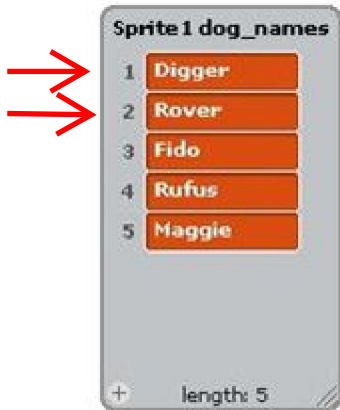 Sprite1 dog_names
1 Digger
2 Rover
3 Fido
4 Rufus
5 Maggie
+ length: 5